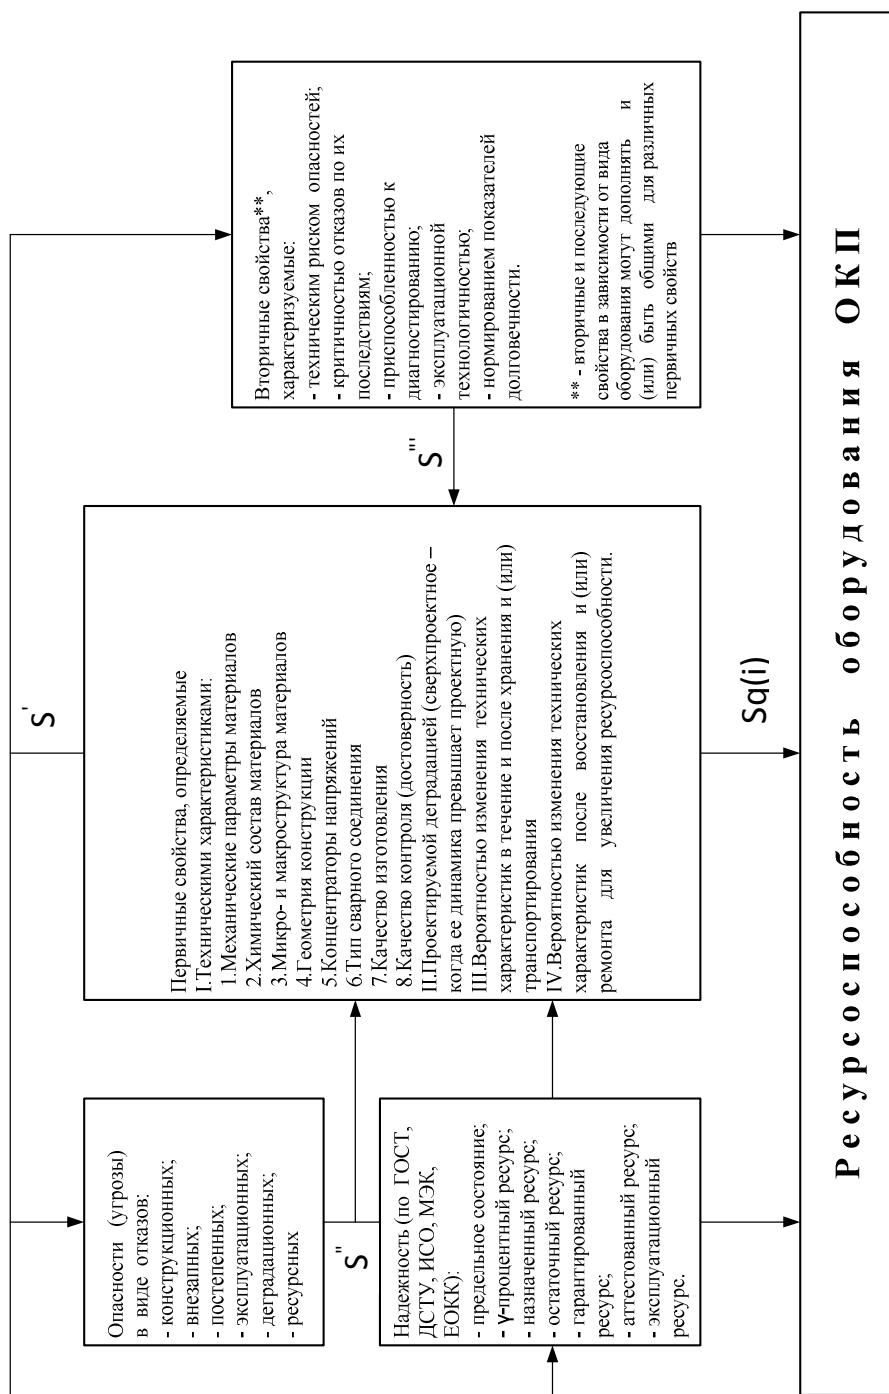 S'
Опасности (угрозы)
в виде отказов:
- конструкционных;
- внезапных;
- постепенных;
- эксплуатационных;
- деградационных;
- ресурсных
S''
Надежность (по ГОСТ,
ДСТУ, ИСО, МЭК,
ЕОКК):
- предельное состояние;
- γ-процентный ресурс;
- назначенный ресурс;
- остаточный ресурс;
- гарантированный
ресурс;
- аттестованный ресурс;
- эксплуатационный
ресурс.
Первичные свойства, определяемые
I.Техническими характеристиками:
1.Механические параметры материалов
2.Химический состав материалов
3.Микро- и макроструктура материалов
4.Геометрия конструкции
5.Концентраторы напряжений
6.Тип сварного соединения
7.Качество изготовления
8.Качество контроля (достоверность)
II.Проектируемой деградацией (сверхпроектное –
когда ее динамика превышает проектную)
III.Вероятностью изменения технических
характеристик в течение и после хранения и (или)
транспортирования
IV.Вероятностью изменения технических
характеристик после восстановления и (или)
ремонта для увеличения ресурсоспособности.
S'''
Вторичные свойства**,
характеризуемые:
- техническим риском опасностей;
- критичностью отказов по их
последствиям;
- приспособленностью к
диагностированию;
- эксплуатационной
технологичностью;
- нормированием показателей
долговечности.
** - вторичные и последующие
свойства в зависимости от вида
оборудования могут дополнять и
(или) быть общими для различных
первичных свойств
Sq(i)
Ресурсоспособность оборудования ОКП